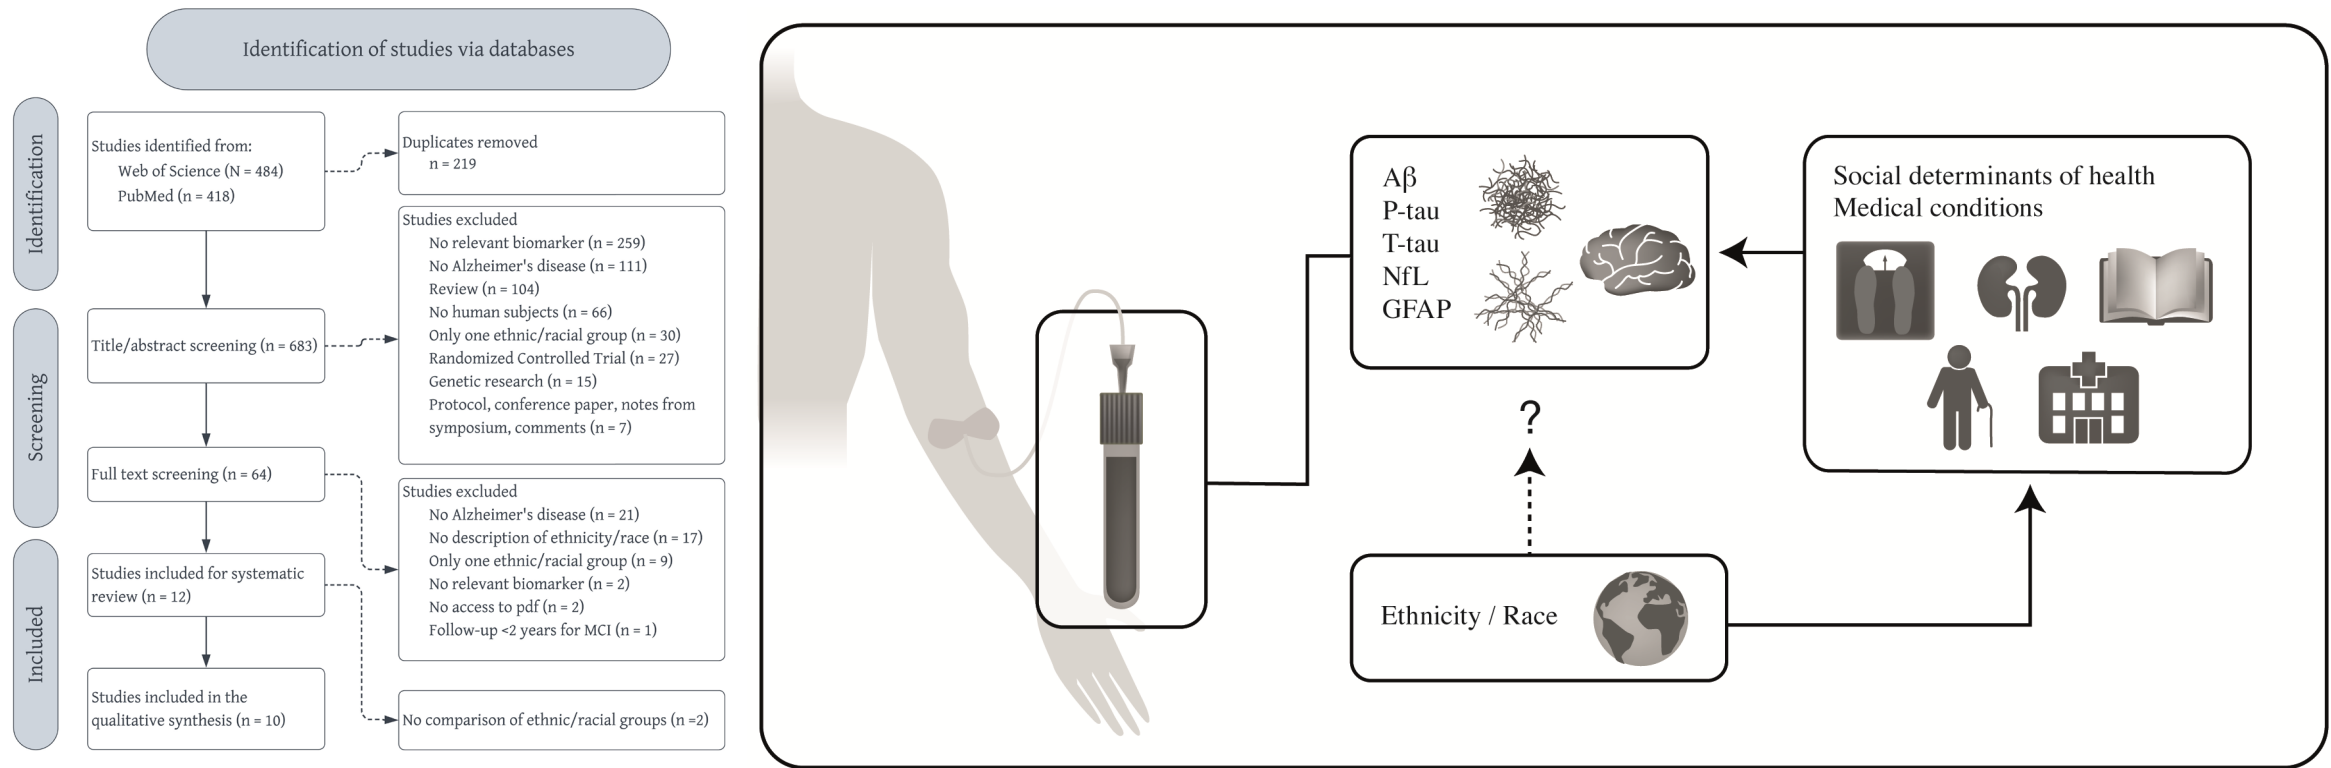 Identification of studies via databases
Identification
Studies identified from:
Web of Science (N = 484)
PubMed (n = 418)
Duplicates removed
n = 219
Screening
Title/abstract screening (n = 683)
Studies excluded
No relevant biomarker (n = 259)
No Alzheimer's disease (n = 111)
Review (n = 104)
No human subjects (n = 66)
Only one ethnic/racial group (n = 30)
Randomized Controlled Trial (n = 27)
Genetic research (n = 15)
Protocol, conference paper, notes from
symposium, comments (n = 7)
Full text screening (n = 64)
Studies excluded
No Alzheimer's disease (n = 21)
No description of ethnicity/race (n = 17)
Only one ethnic/racial group (n = 9)
No relevant biomarker (n = 2)
No access to pdf (n = 2)
Follow-up <2 years for MCI (n = 1)
Included
Studies included for systematic
review (n = 12)
Studies included in the
qualitative synthesis (n = 10)
No comparison of ethnic/racial groups (n =2)
Aβ
P-tau
T-tau
NfL
GFAP
Social determinants of health
Medical conditions
?
Ethnicity / Race